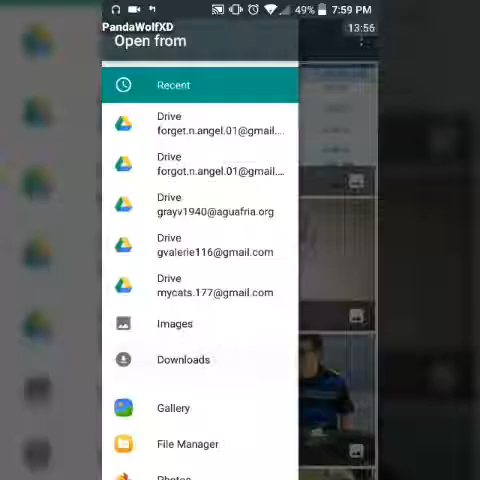 49% 7:59 PM
PandaWolfXD
13:56
Open from
Recent
Drive
forget.n.angel.01@gmail....
Drive
forgot.n.angel.01@gmail....
Drive
grayv1940@aguafria.org
Drive
gvalerie116@gmail.com
Drive
mycats.177@gmail.com
Images
Downloads
Gallery
File Manager
Photos